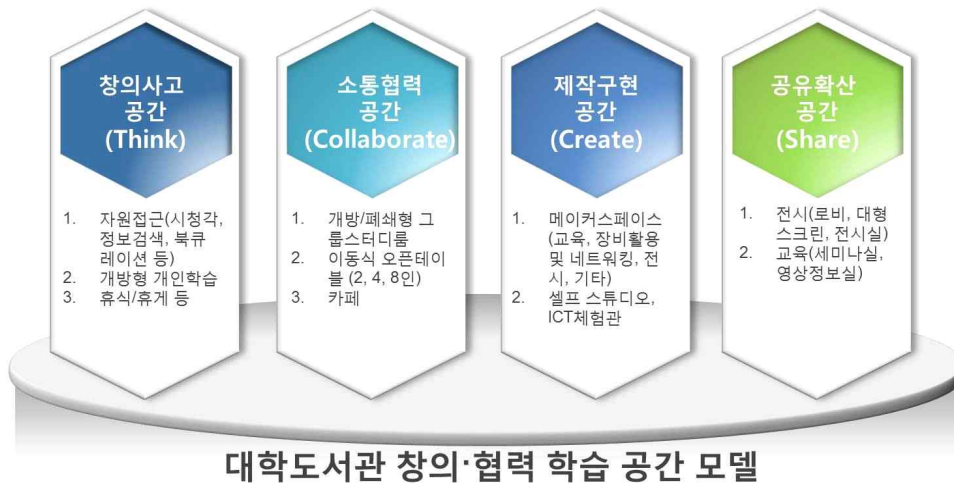 창의사고
공간
(Think)
1. 자원접근(시청각,
정보검색, 북큐
레이션 등)
2. 개방형 개인학습
3. 휴식/휴게 등
소통협력
공간
(Collaborate)
1. 개방/폐쇄형 그
룹스터디룸
2. 이동식 오픈테이
블 (2, 4, 8인)
3. 카페
제작구현
공간
(Create)
1. 메이커스페이스
(교육, 장비활용
및 네트워킹, 전
시, 기타)
2. 셀프 스튜디오,
ICT체험관
공유확산
공간
(Share)
1. 전시(로비, 대형
스크린, 전시실)
2. 교육(세미나실,
영상정보실)
대학도서관 창의·협력 학습 공간 모델